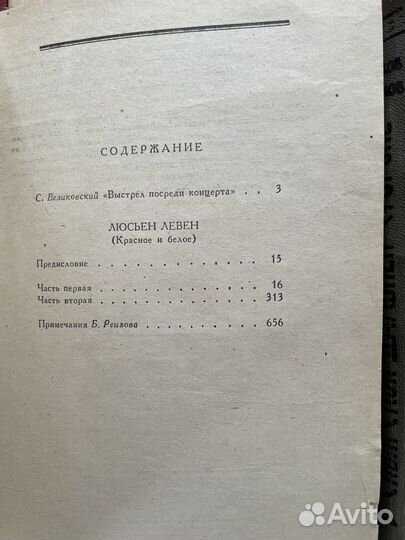 СОДЕРЖАНИЕ
С. Великовский «Выстрел посреди концерта» . . 3
ЛЮСЬЕН ЛЕВЕН
(Красное и белое)
Предисловие . . . . . . . . . . 15
Часть первая . . . . . . . . . . 16
Часть вторая . . . . . . . . . . 313
Примечания Б. Реизова . . . . . . . 656
Avito